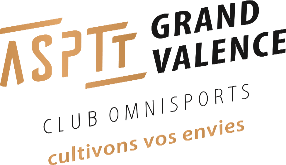 ASPTT GRAND
VALENCE
CLUB OMNISPORTS
cultivons vos envies